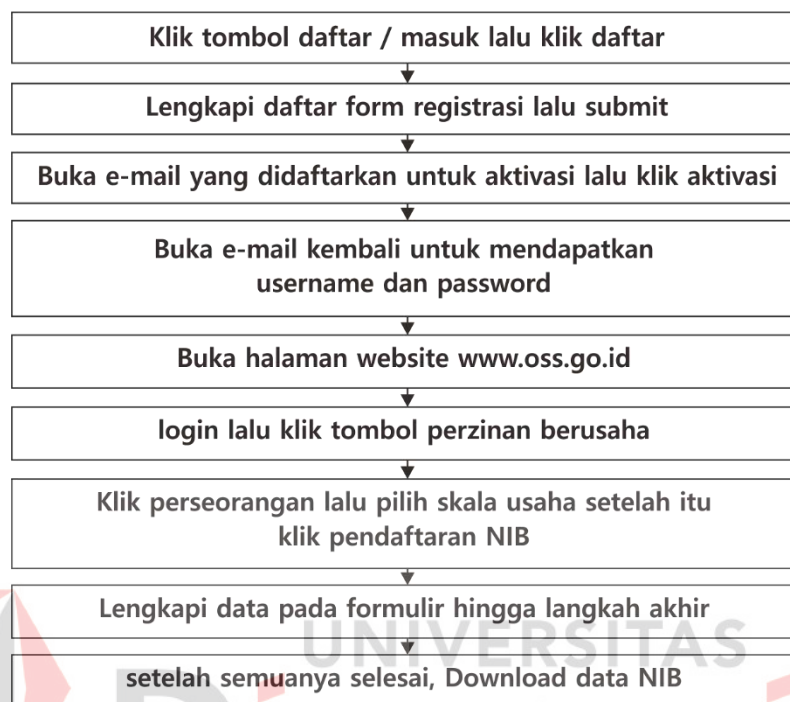 Klik tombol daftar / masuk lalu klik daftar
Lengkapi daftar form registrasi lalu submit
Buka e-mail yang didaftarkan untuk aktivasi lalu klik aktivasi
Buka e-mail kembali untuk mendapatkan
username dan password
Buka halaman website www.oss.go.id
login lalu klik tombol perzinan berusaha
Klik perseorangan lalu pilih skala usaha setelah itu
klik pendaftaran NIB
Lengkapi data pada formulir hingga langkah akhir
UNIVERSITAS
setelah semuanya selesai, Download data NIB